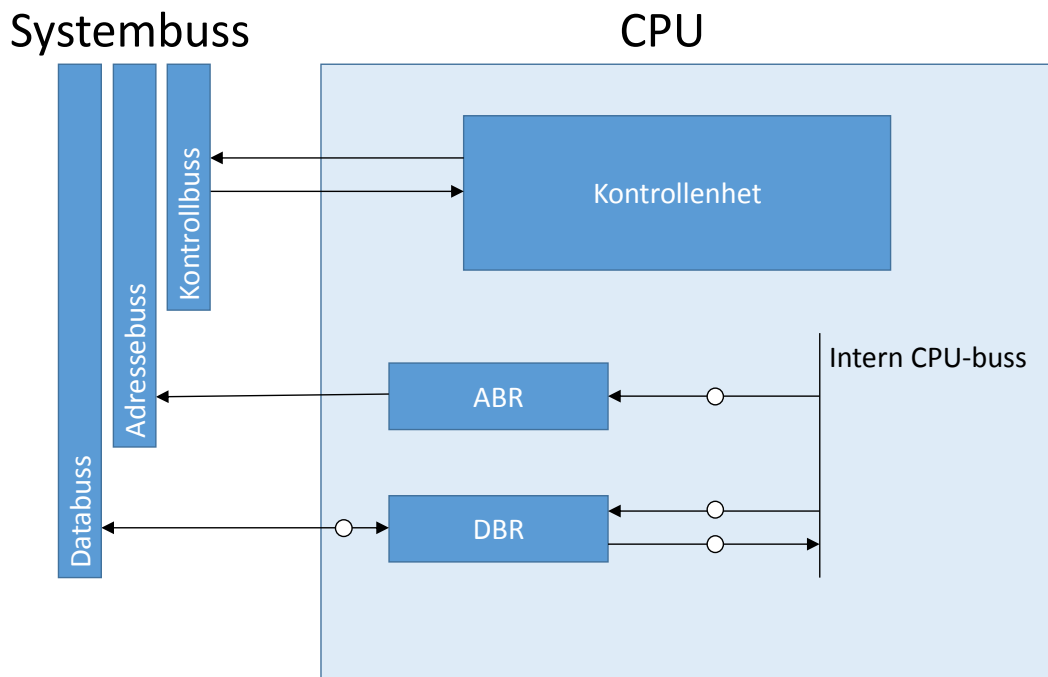 Systembuss
CPU
Kontrollbuss
Kontrollenhet
Adressebuss
Intern CPU-buss
ABR
Databuss
DBR